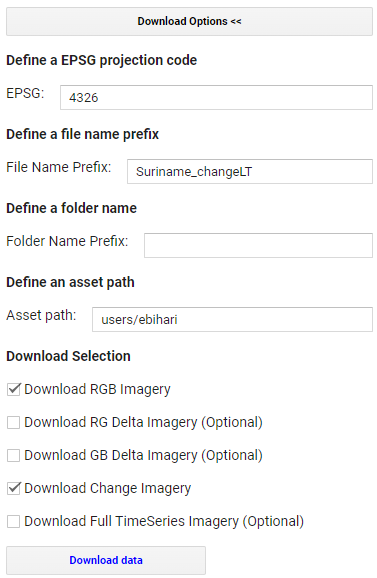 Download Options <<
Define a EPSG projection code
EPSG: 4326
Define a file name prefix
File Name Prefix: Suriname_changeLT
Define a folder name
Folder Name Prefix:
Define an asset path
Asset path: users/ebihari
Download Selection
Download RGB Imagery
Download RG Delta Imagery (Optional)
Download GB Delta Imagery (Optional)
Download Change Imagery
Download Full TimeSeries Imagery (Optional)
Download data